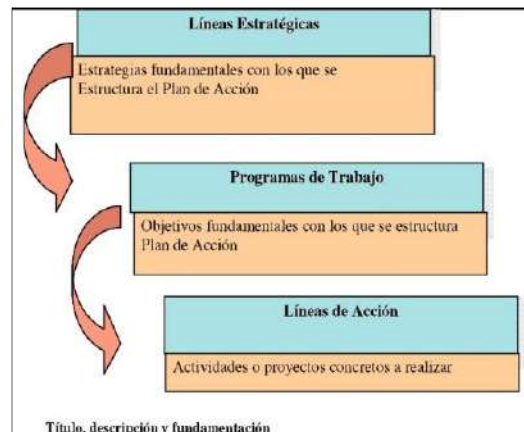 Líneas Estratégicas
Estrategias fundamentales con los que se
Estructura el Plan de Acción
Programas de Trabajo
Objetivos fundamentales con los que se estructura
Plan de Acción
Líneas de Acción
Actividades o proyectos concretos a realizar
Título, descripción y fundamentación